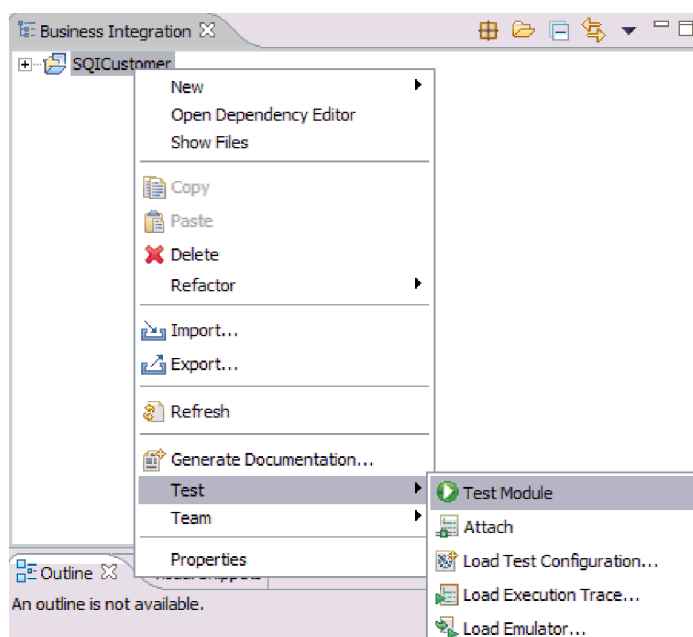 Business Integration
SQICustomer
New
Open Dependency Editor
Show Files
Copy
Paste
Delete
Refactor
Import...
Export...
Refresh
Generate Documentation...
Test
Team
Properties
Test Module
Attach
Load Test Configuration...
Load Execution Trace...
Load Emulator...
Outline
An outline is not available.